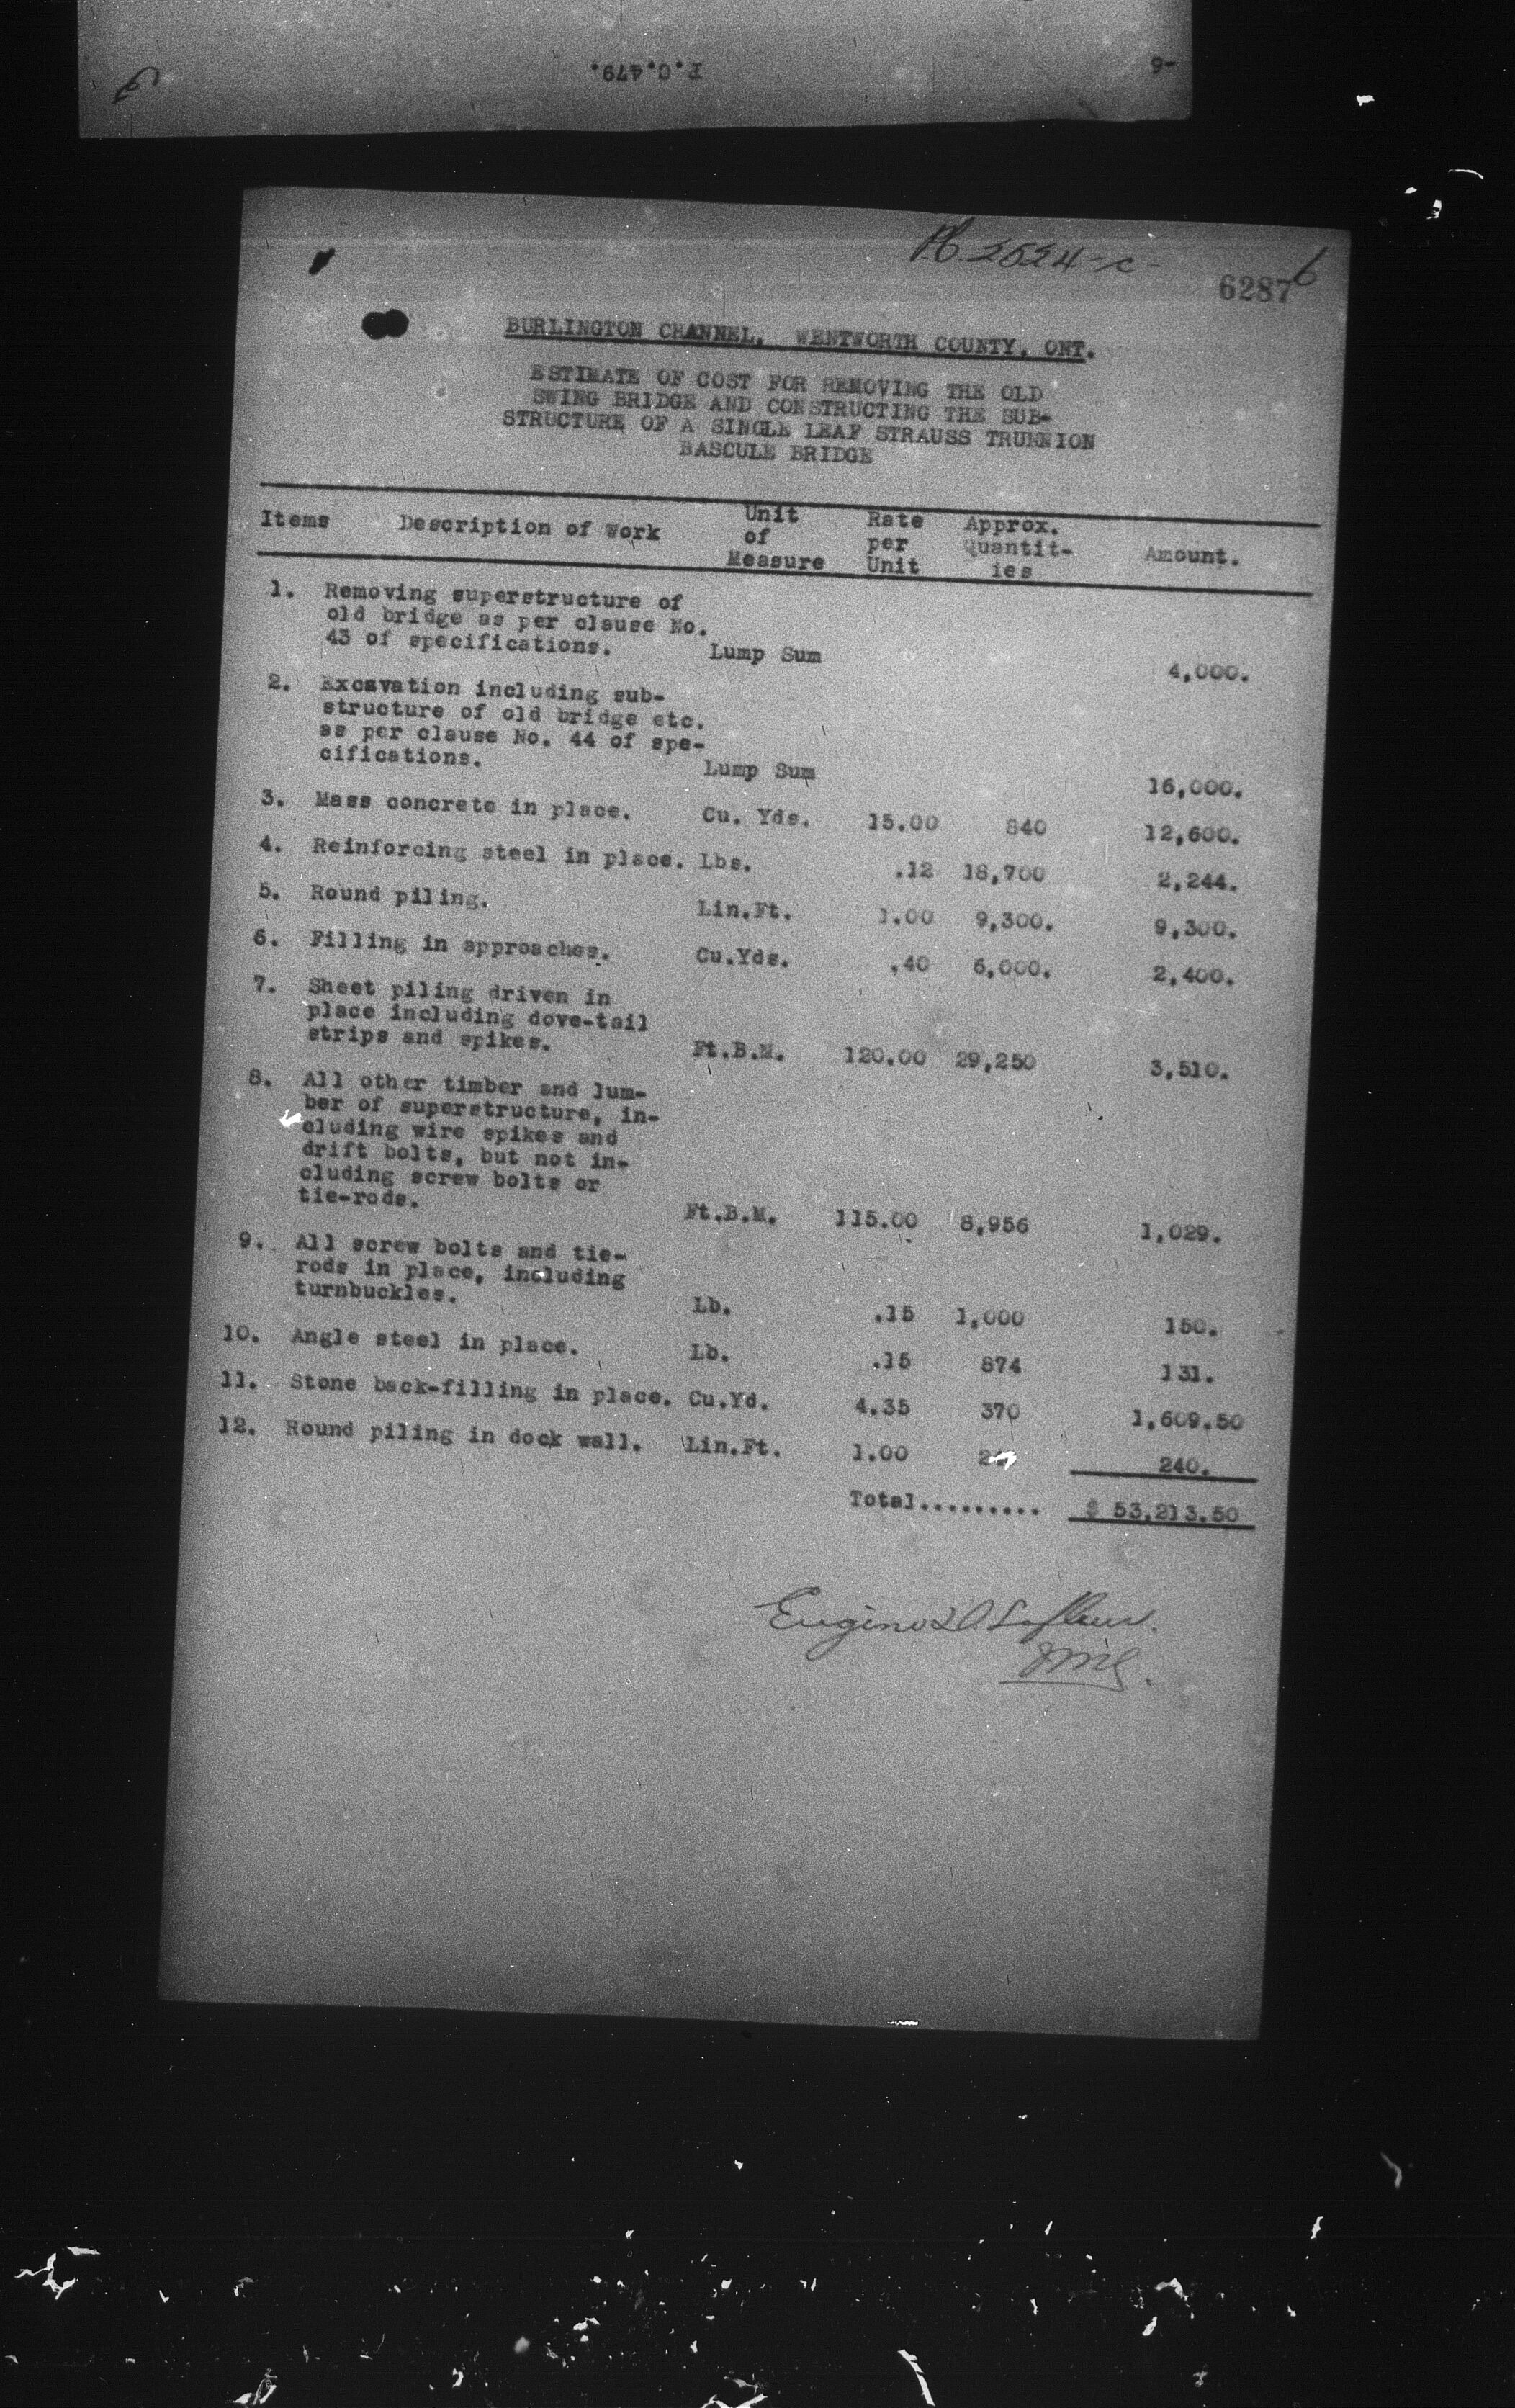 P.O.479.
6-
PC. 2524-C-
62876
BURLINGTON CHANNEL, WENTWORTH COUNTY, ONT.
ESTIMATE OF COST FOR REMOVING THE OLD
SWING BRIDGE AND CONSTRUCTING THE SUB-
STRUCTURE OF A SINGLE LEAF STRAUSS TRUNNION
BASCULE BRIDGE
Items Description of Work Unit of Measure Rate per Unit Approx. Quantit-ies Amount.
1. Removing superstructure of
old bridge as per clause No.
43 of specifications. Lump Sum 4,000.
2. Excavation including sub-
structure of old bridge etc.
as per clause No. 44 of spe-
cifications. Lump Sum 16,000.
3. Mass concrete in place. Cu. Yds. 15.00 840 12,600.
4. Reinforcing steel in place. Lbs. .12 18,700 2,244.
5. Round piling. Lin.Ft. 1.00 9,300. 9,300.
6. Filling in approaches. Cu.Yds. .40 6,000. 2,400.
7. Sheet piling driven in
place including dove-tail
strips and spikes. Ft.B.M. 120.00 29,250 3,510.
8. All other timber and lum-
ber of superstructure, in-
cluding wire spikes and
drift bolts, but not in-
cluding screw bolts or
tie-rods. Ft.B.M. 115.00 8,956 1,029.
9. All screw bolts and tie-
rods in place, including
turnbuckles. Lb. .15 1,000 150.
10. Angle steel in place. Lb. .15 874 131.
11. Stone back-filling in place. Cu.Yd. 4.35 370 1,609.50
12. Round piling in dock wall. Lin.Ft. 1.00 240.
Total......... $ 53,213.50
Eugène D. Lafleur.